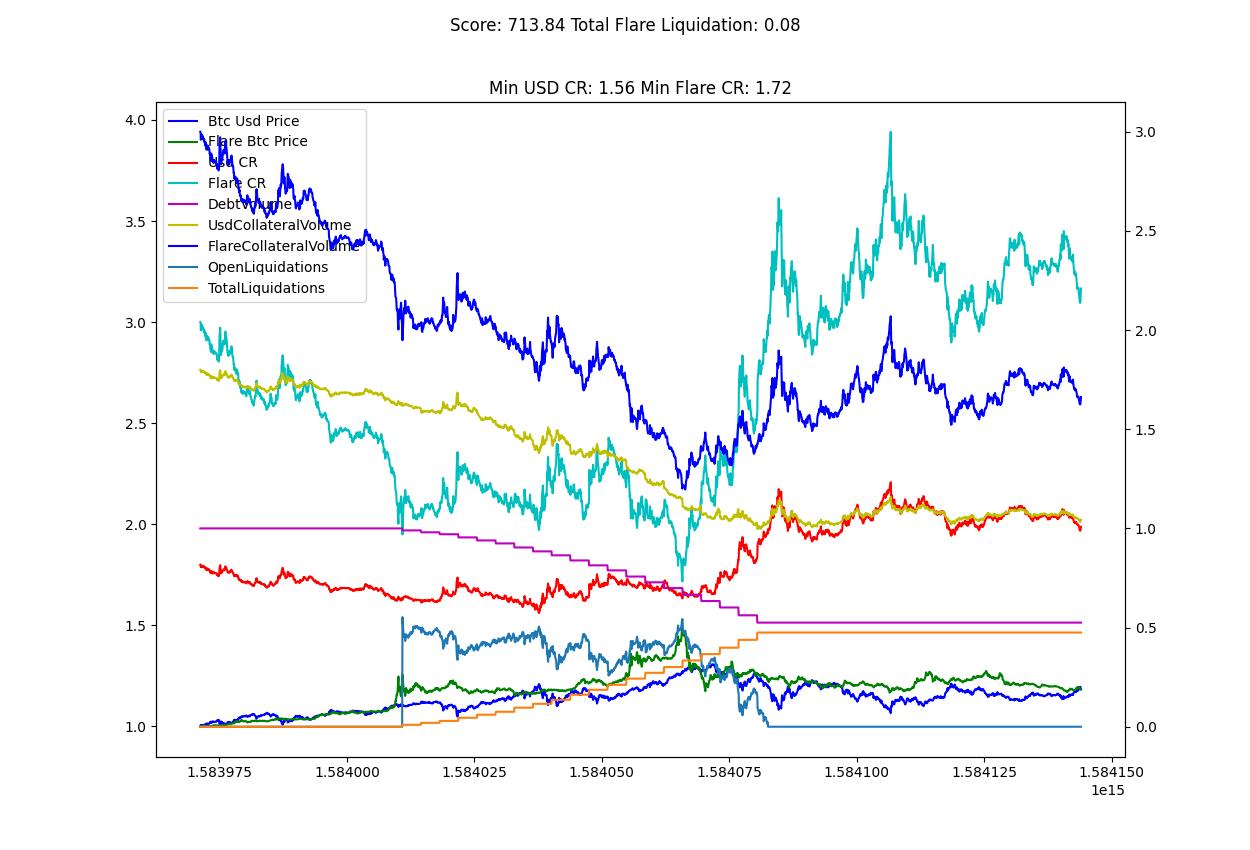 Score: 713.84 Total Flare Liquidation: 0.08
Min USD CR: 1.56 Min Flare CR: 1.72
4.0
3.5
3.0
2.5
2.0
1.5
1.0
Btc Usd Price
Flare Btc Price
Usd CR
Flare CR
DebtVolume
UsdCollateralVolume
FlareCollateralVolume
OpenLiquidations
TotalLiquidations
3.0
2.5
2.0
1.5
1.0
0.5
0.0
1.583975
1.584000
1.584025
1.584050
1.584075
1.584100
1.584125
1.584150
1e15